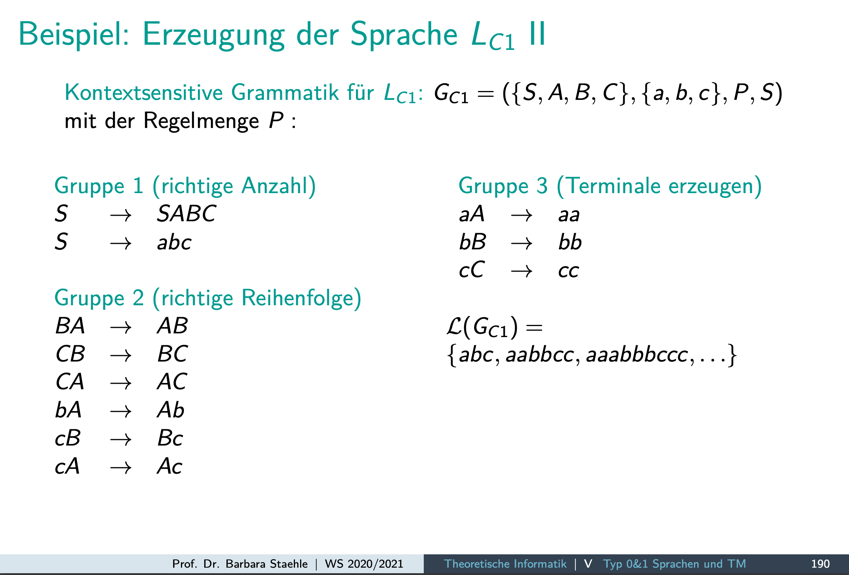 Beispiel: Erzeugung der Sprache L_{C1} II
Kontextsensitive Grammatik für L_{C1}: G_{C1} = ({S, A, B, C}, {a, b, c}, P, S)
mit der Regelmenge P :
Gruppe 1 (richtige Anzahl)
S → SABC
S → abc
Gruppe 2 (richtige Reihenfolge)
BA → AB
CB → BC
CA → AC
bA → Ab
cB → Bc
cA → Ac
Gruppe 3 (Terminale erzeugen)
aA → aa
bB → bb
cC → cc
ℒ(G_{C1}) =
{abc, aabbcc, aaabbbccc, . . .}
Prof. Dr. Barbara Staehle | WS 2020/2021
Theoretische Informatik | V Typ 0&1 Sprachen und TM
190